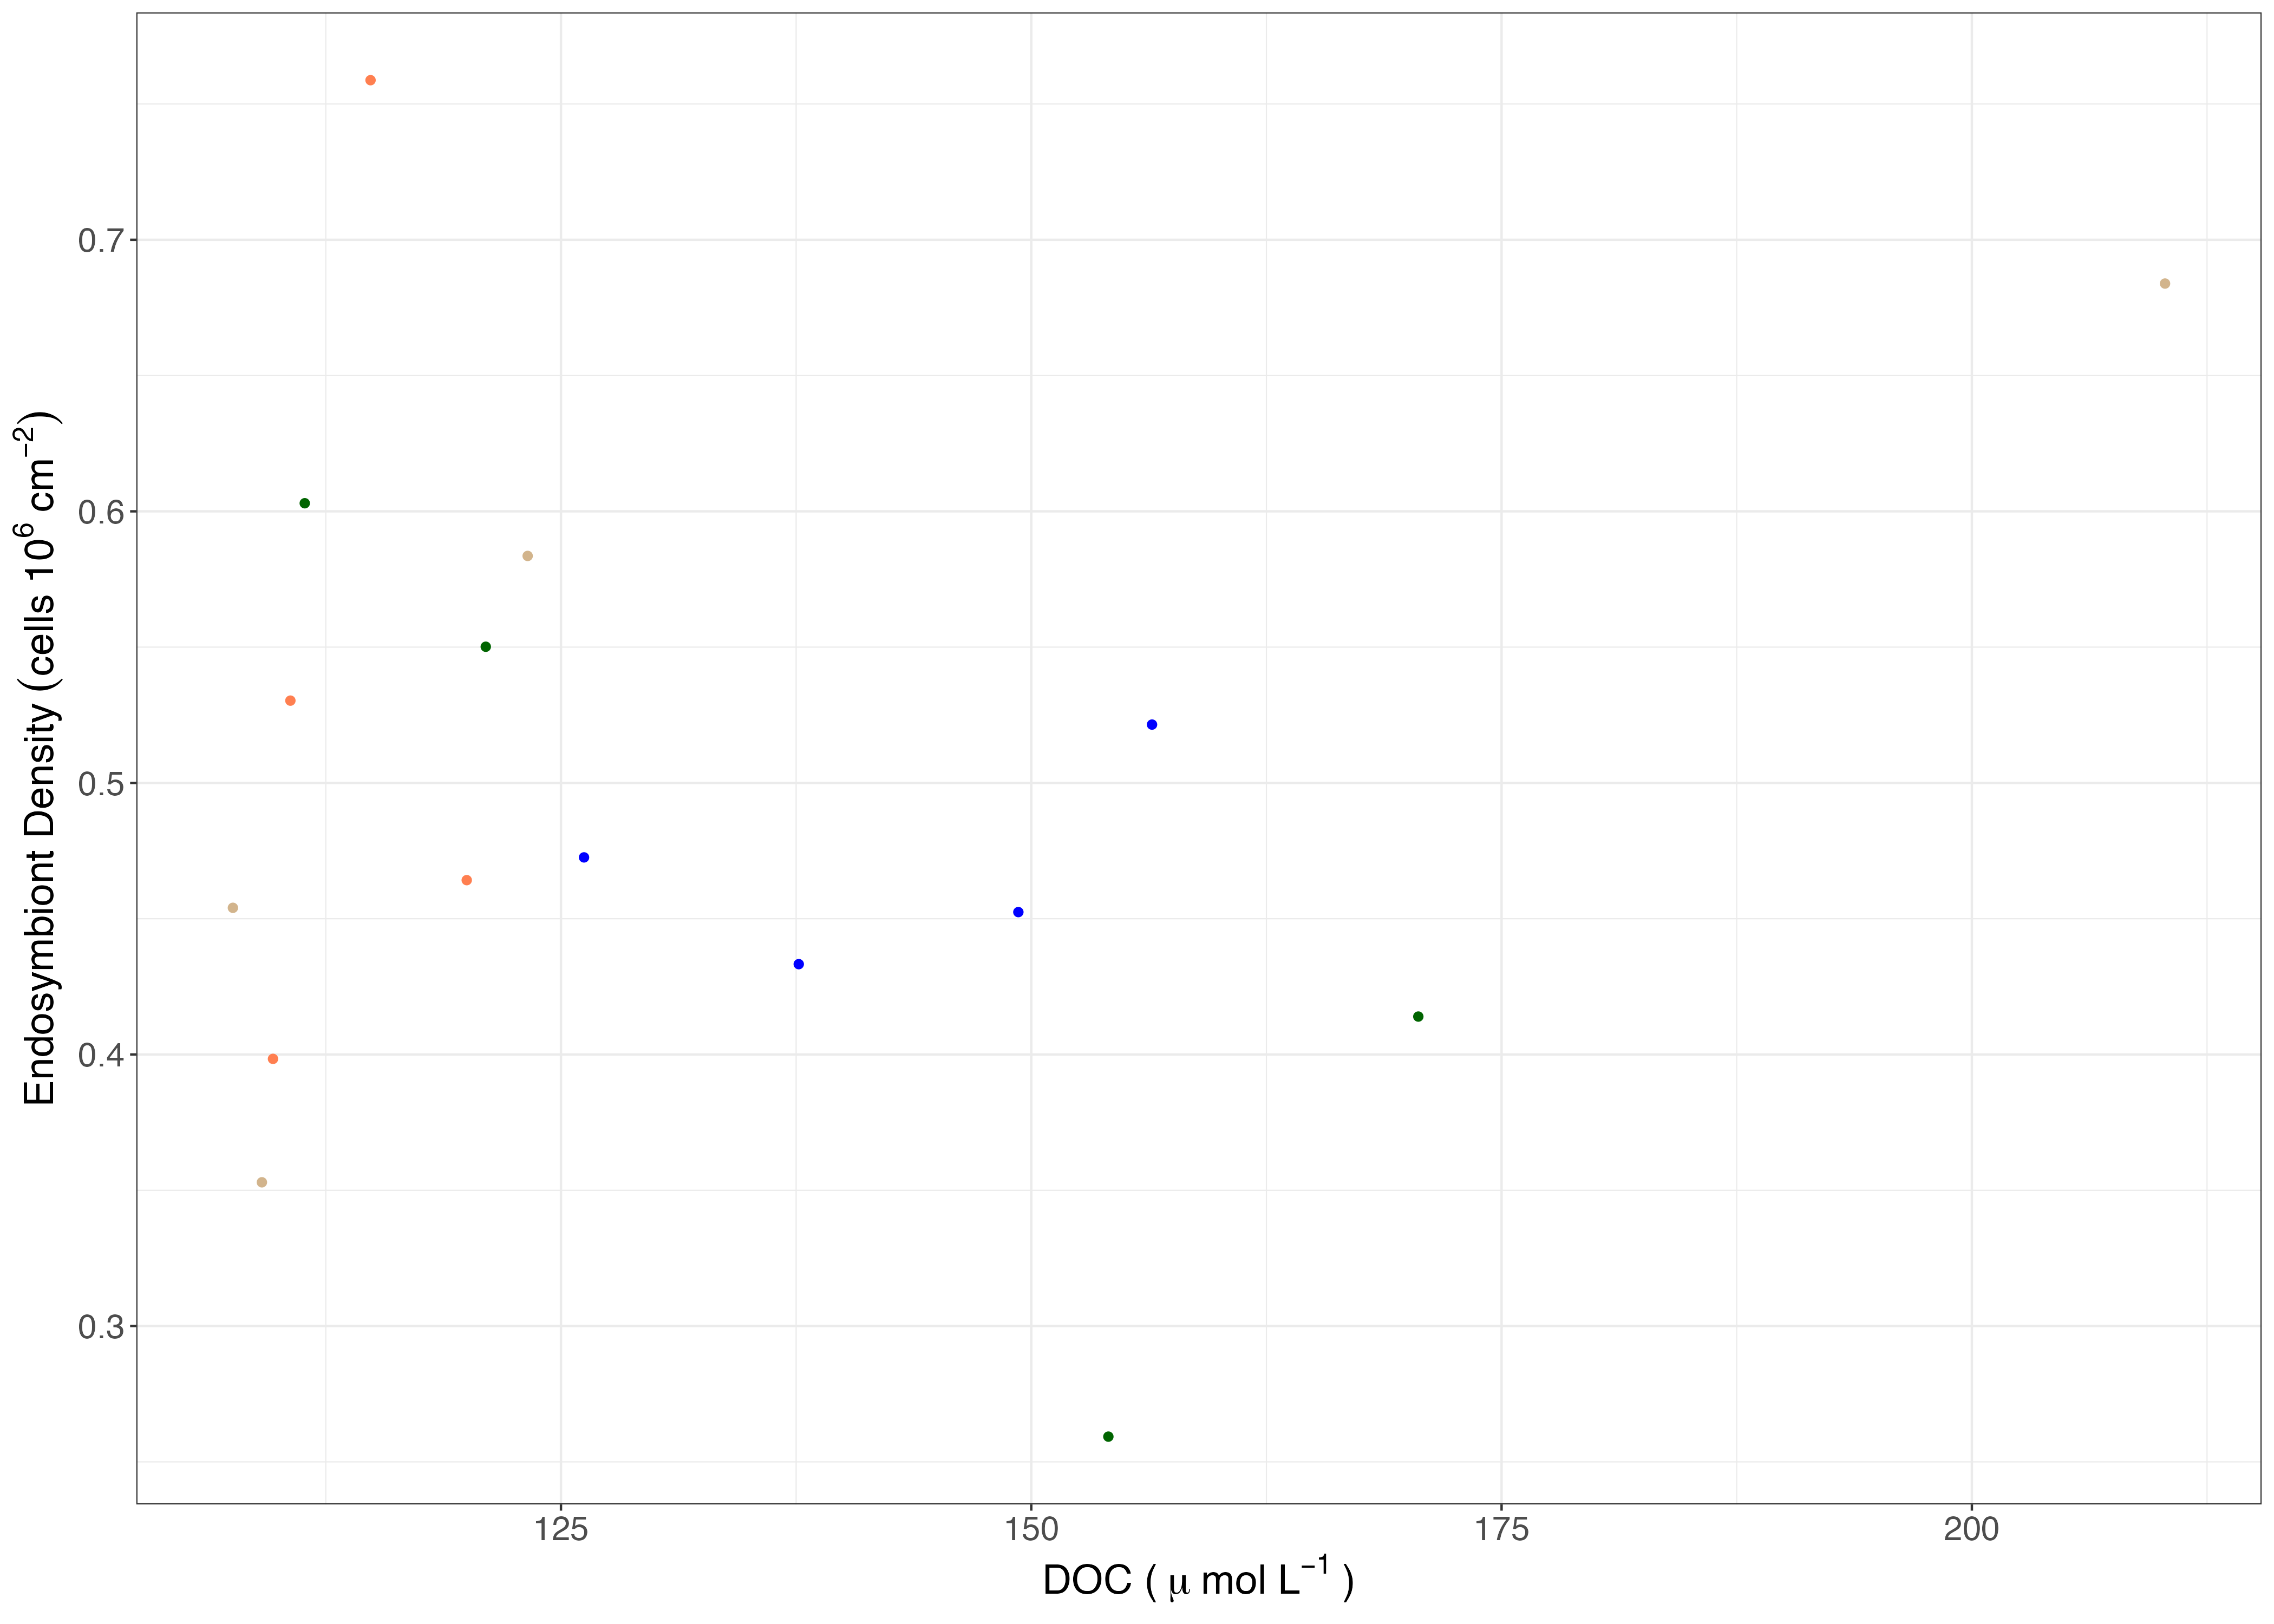 Endosymbiont Density (cells 10⁶ cm⁻²)
0.7
0.6
0.5
0.4
0.3
125 150 175 200
DOC ( μ mol L⁻¹ )